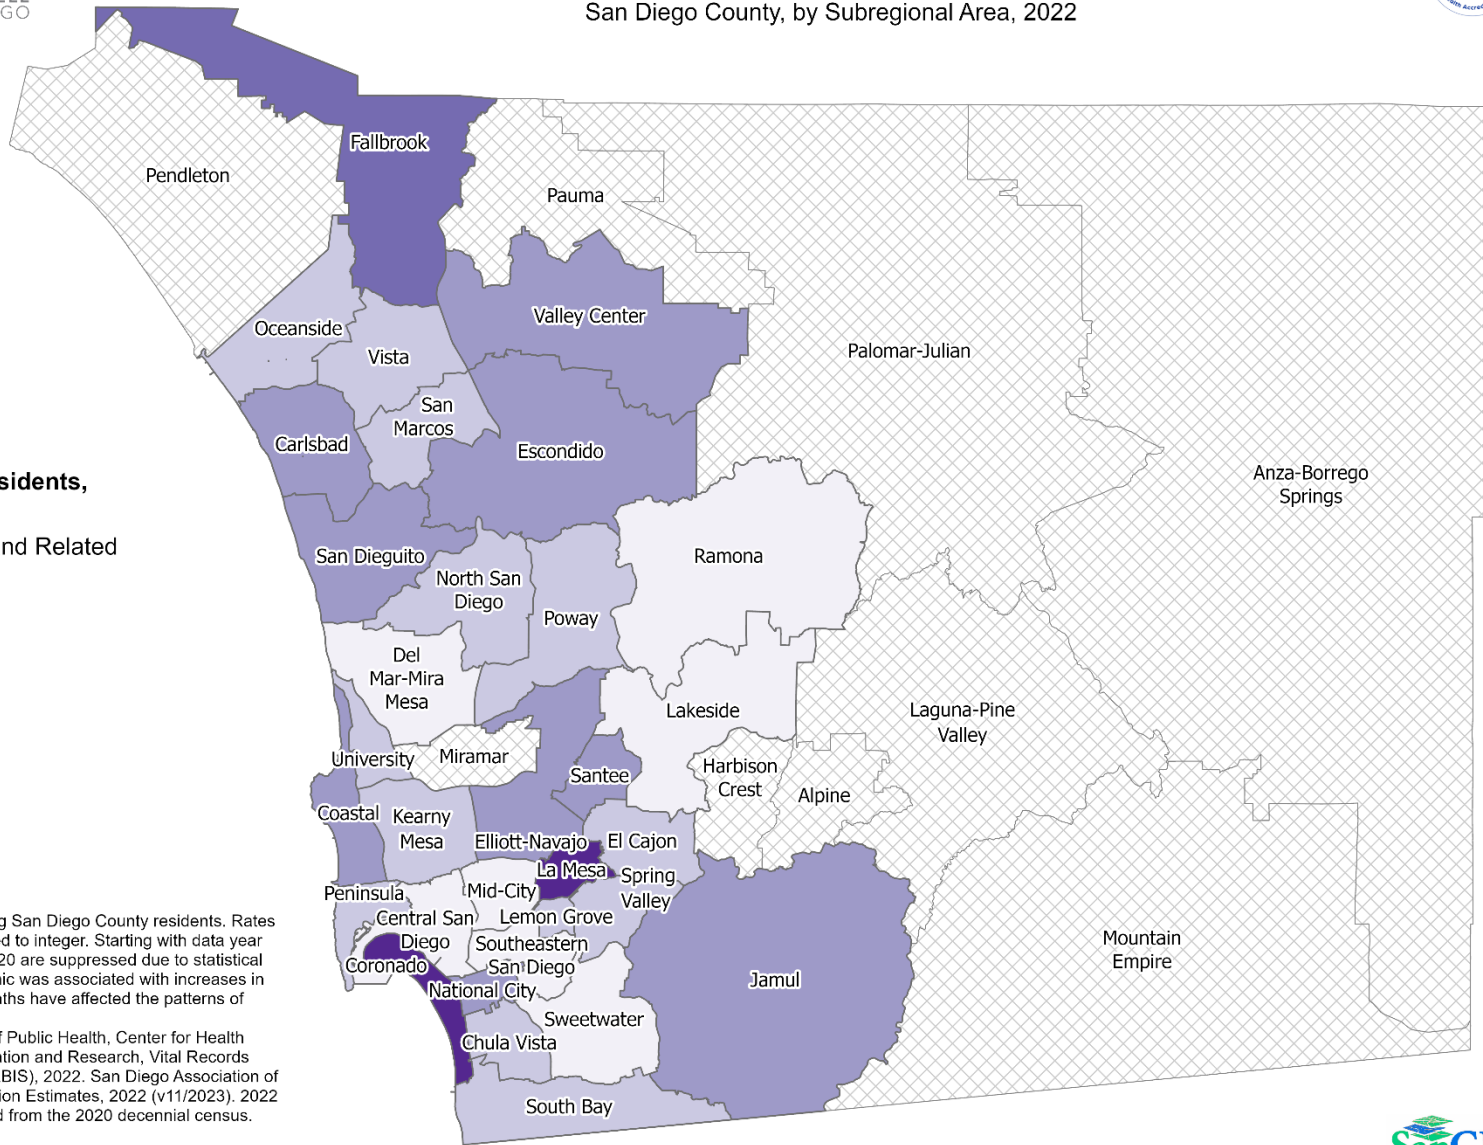 GO
San Diego County, by Subregional Area, 2022
Fallbrook
Pendleton
Pauma
Valley Center
Oceanside
Vista
Palomar-Julian
San
Marcos
Carlsbad
Escondido
Anza-Borrego
Springs
sidents,
nd Related
San Dieguito
Ramona
North San
Diego
Poway
Del
Mar-Mira
Mesa
Lakeside
Laguna-Pine
Valley
University
Miramar
Santee
Harbison
Crest
Alpine
Coastal
Kearny
Mesa
Elliott-Navajo
El Cajon
La Mesa
Spring
Valley
Peninsula
Mid-City
Central San
Diego
Lemon Grove
Southeastern
San Diego
Coronado
National City
Mountain
Empire
Jamul
Sweetwater
Chula Vista
South Bay
g San Diego County residents. Rates
ed to integer. Starting with data year
20 are suppressed due to statistical
nic was associated with increases in
aths have affected the patterns of
f Public Health, Center for Health
ation and Research, Vital Records
BIS), 2022. San Diego Association of
ion Estimates, 2022 (v11/2023). 2022
d from the 2020 decennial census.